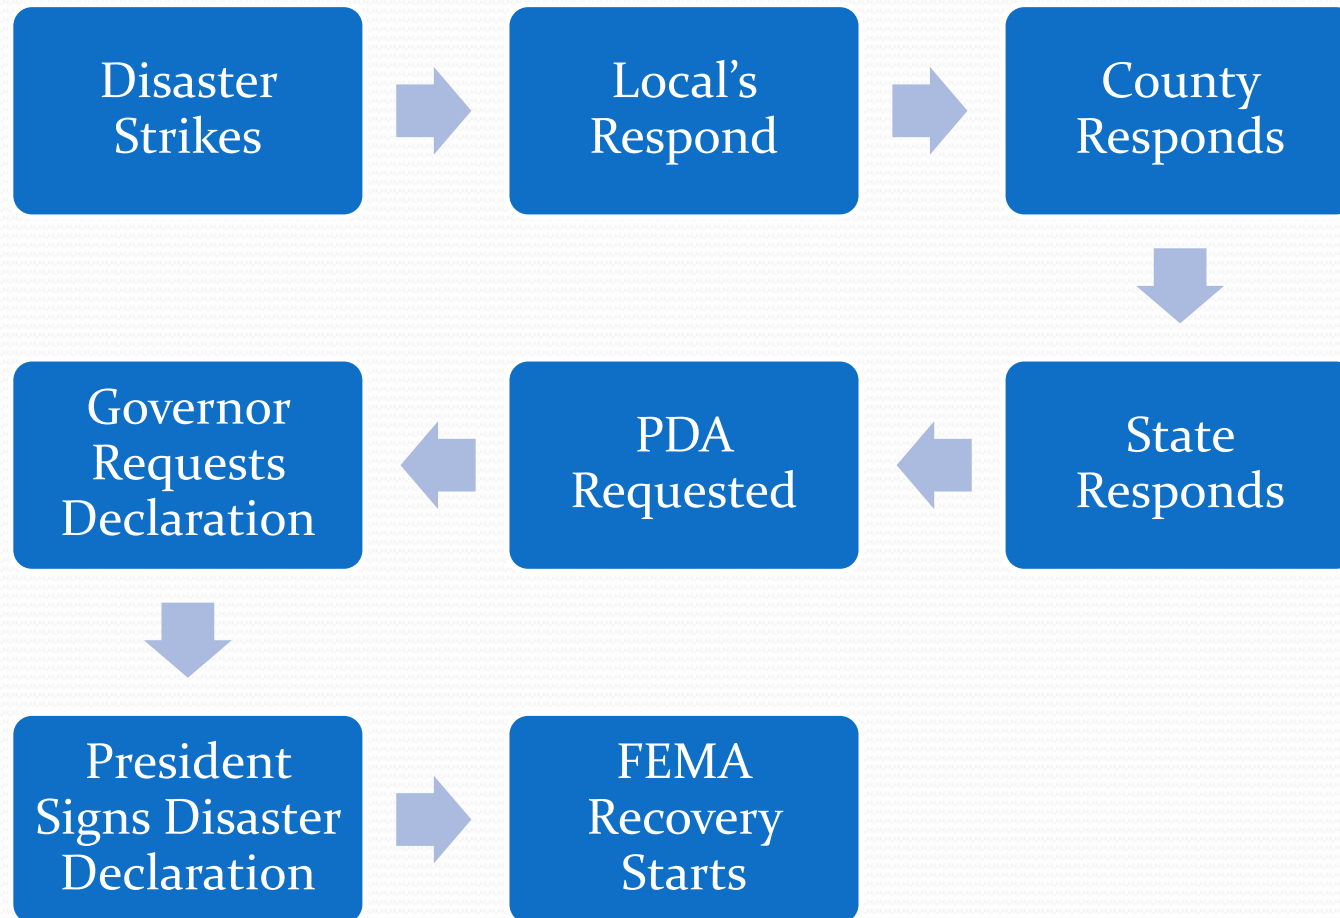 Disaster
Strikes
Local’s
Respond
County
Responds
State
Responds
PDA
Requested
Governor
Requests
Declaration
President
Signs Disaster
Declaration
FEMA
Recovery
Starts